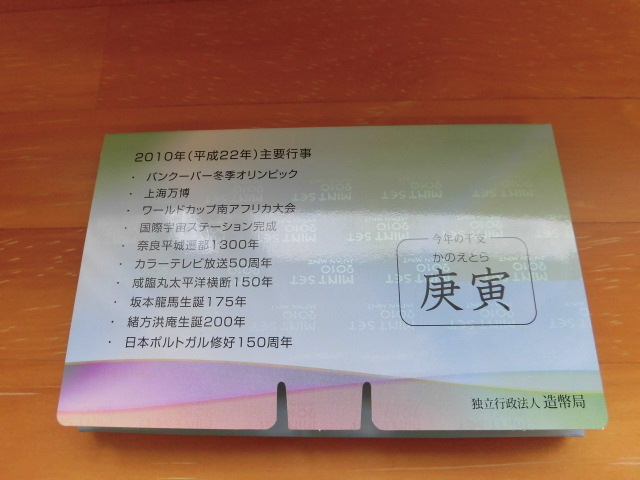 2010年(平成22年)主要行事
・ バンクーバー冬季オリンピック
・ 上海万博
・ ワールドカップ南アフリカ大会
・ 国際宇宙ステーション完成
・ 奈良平城遷都1300年
・ カラーテレビ放送50周年
・ 咸臨丸太平洋横断150年
・ 坂本龍馬生誕175年
・ 緒方洪庵生誕200年
・ 日本ポルトガル修好150周年
今年の干支
かのえとら
庚寅
独立行政法人 造幣局
MINT SET
2010